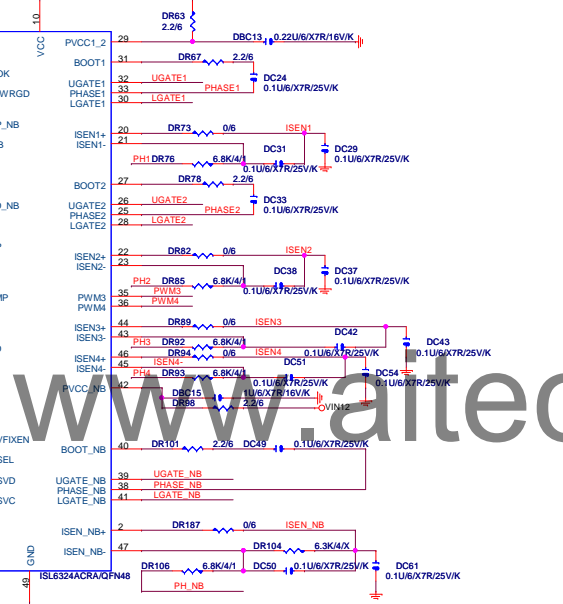 10
VCC
DR63
2.2/6
PVCC1_2 29 DBC13 0.22U/6/X7R/16V/K
BOOT1 31 DR67 2.2/6
DC24
0.1U/6/X7R/25V/K
UGATE1 32 UGATE1
PHASE1 33 PHASE1
LGATE1 30 LGATE1
ISEN1+ 20 DR73 0/6 ISEN1
ISEN1- 21
DC31
0.1U/6/X7R/25V/K
DC29
0.1U/6/X7R/25V/K
PH1 DR76 6.8K/4/1
BOOT2 27 DR78 2.2/6
DC33
0.1U/6/X7R/25V/K
UGATE2 26 UGATE2
PHASE2 25 PHASE2
LGATE2 28 LGATE2
ISEN2+ 22 DR82 0/6 ISEN2
ISEN2- 23
DC38
0.1U/6/X7R/25V/K
DC37
0.1U/6/X7R/25V/K
PH2 DR85 6.8K/4/1
PWM3 35 PWM3
PWM4 36 PWM4
ISEN3+ 44 DR89 0/6 ISEN3
ISEN3- 43
DC42
0.1U/6/X7R/25V/K
DC43
0.1U/6/X7R/25V/K
PH3 DR92 6.8K/4/1
ISEN4+ 46 DR94 0/6 ISEN4
ISEN4- 45 ISEN4-
DC51
0.1U/6/X7R/25V/K
DC54
0.1U/6/X7R/25V/K
PH4 DR93 6.8K/4/1
PVCC_NB 42
DBC15 1U/6/X7R/16V/K
DR98 2.2/6 VIN12
www.aitec
BOOT_NB 40 DR101 2.2/6 DC49 0.1U/6/X7R/25V/K
UGATE_NB 39 UGATE_NB
PHASE_NB 38 PHASE_NB
LGATE_NB 41 LGATE_NB
ISEN_NB+ 2 DR187 0/6 ISEN_NB
ISEN_NB- 47 DR104 6.3K/4/X
DR106 6.8K/4/1 DC50 0.1U/6/X7R/25V/K
DC61
0.1U/6/X7R/25V/K
PH_NB
GND
49
ISL6324ACRA/QFN48
OK
WRGD
P_NB
B
O_NB
P
MP
O
/FIXEN
SEL
SVD
SVC